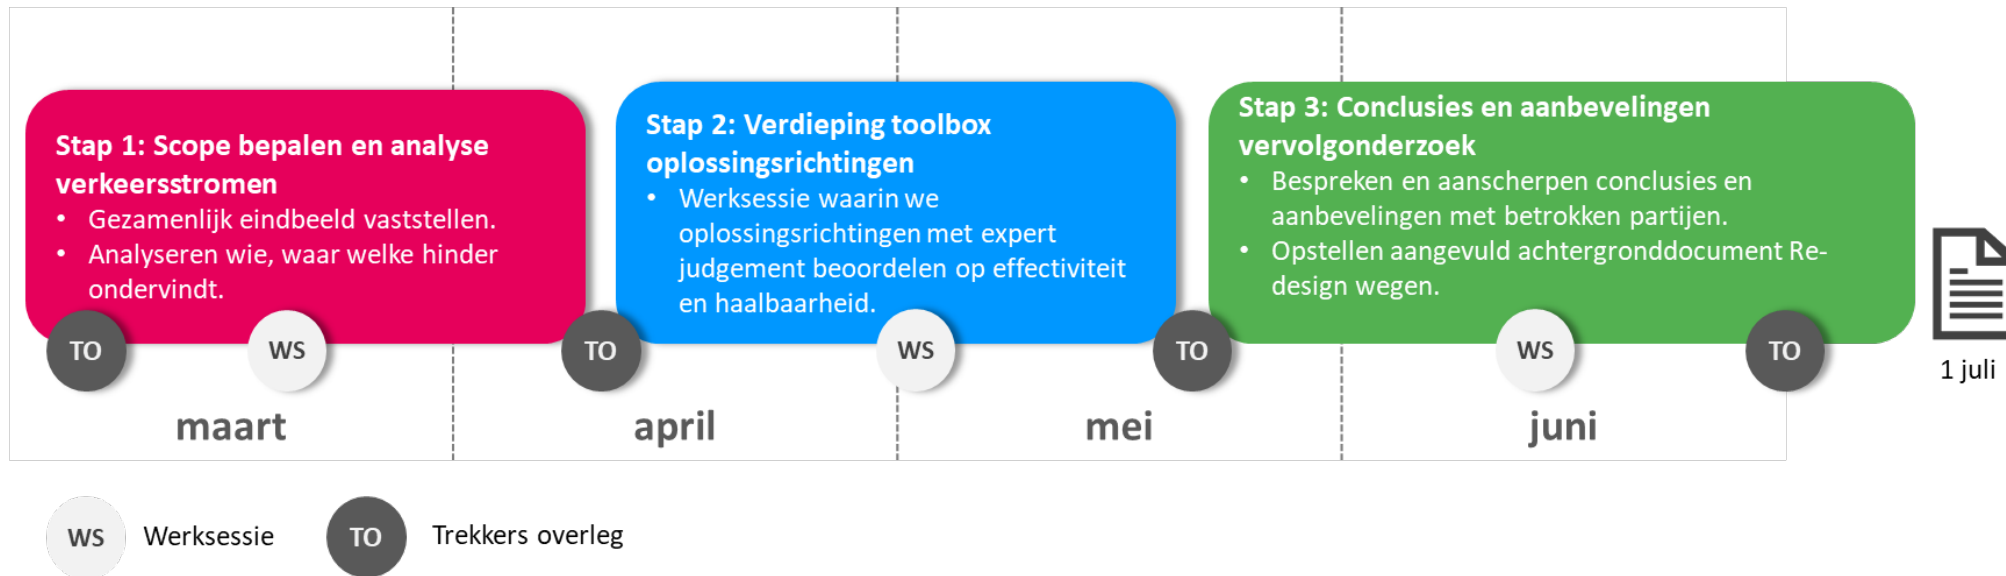 Stap 1: Scope bepalen en analyse
verkeersstromen
• Gezamenlijk eindbeeld vaststellen.
• Analyseren wie, waar welke hinder
ondervindt.
Stap 2: Verdieping toolbox
oplossingsrichtingen
• Werksessie waarin we
oplossingsrichtingen met expert
judgement beoordelen op effectiviteit
en haalbaarheid.
Stap 3: Conclusies en aanbevelingen
vervolgonderzoek
• Bespreken en aanscherpen conclusies en
aanbevelingen met betrokken partijen.
• Opstellen aangevuld achtergronddocument Re-
design wegen.
TO
WS
TO
WS
TO
WS
TO
1 juli
maart
april
mei
juni
WS Werksessie
TO Trekkers overleg